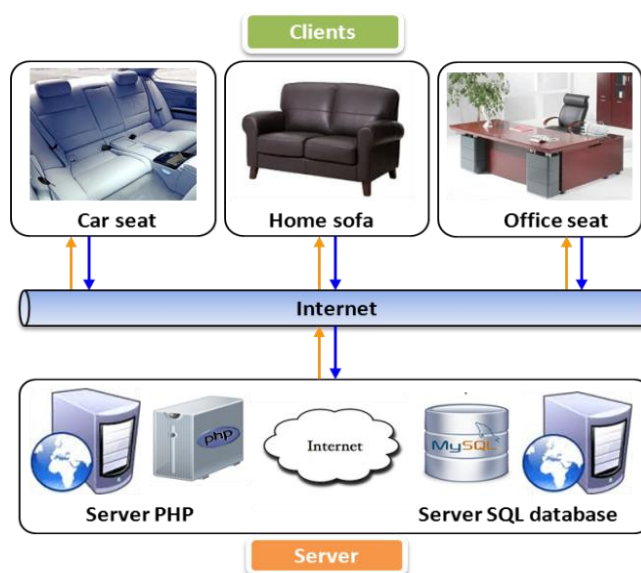 Clients
Car seat
Home sofa
Office seat
Internet
php
Internet
MySQL
Server PHP
Server SQL database
Server